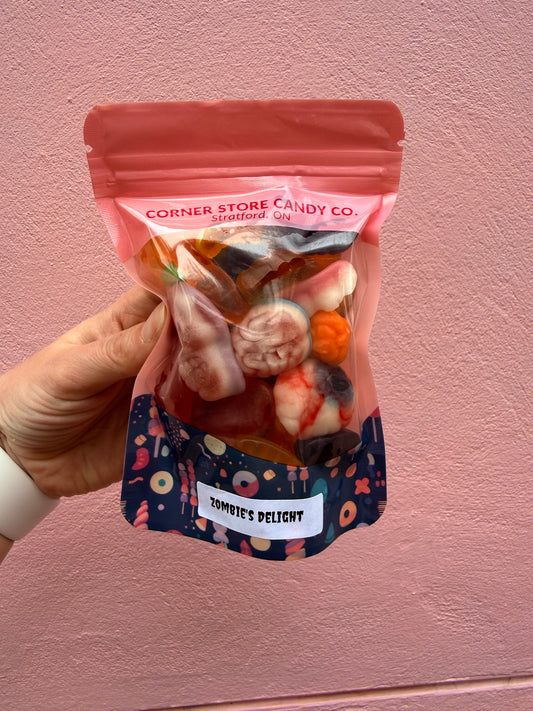 CORNER STORE CANDY CO.
Stratford, ON
ZOMBIE'S DELIGHT